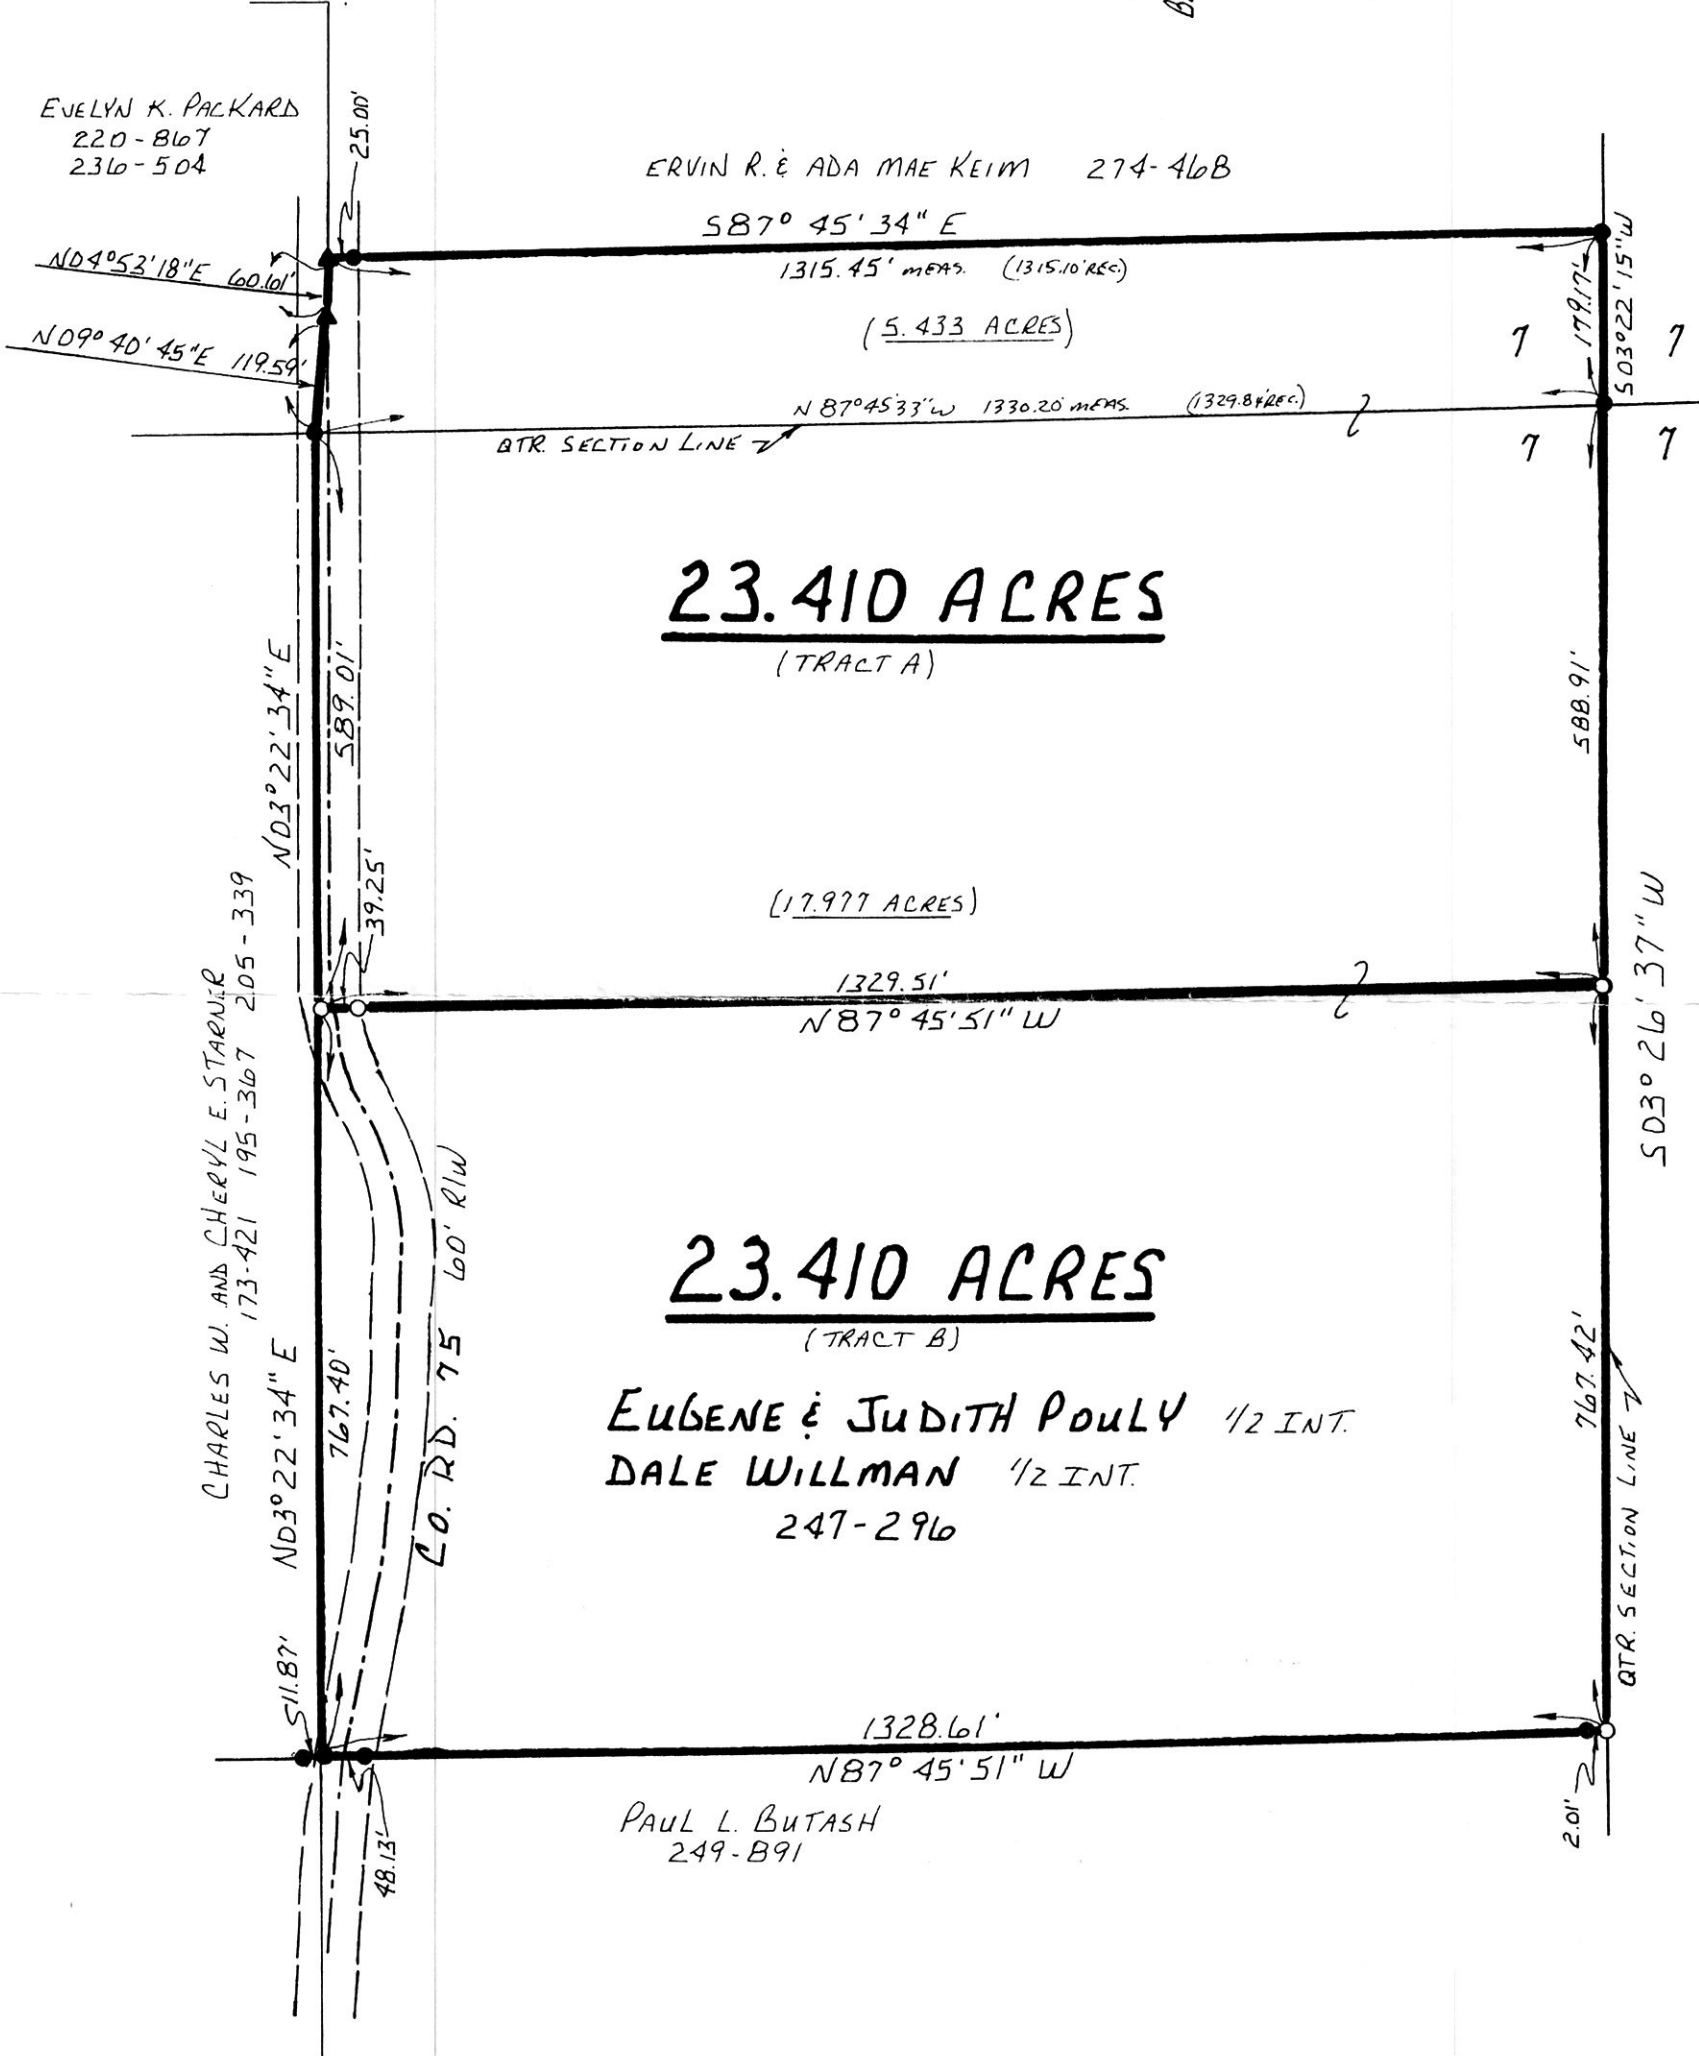 EVELYN K. PACKARD
220-867
236-504
25.00'
ERVIN R. & ADA MAE KEIM 274-468
S87° 45' 34" E
1315.45' MEAS. (1315.10' REC.)
(5.433 ACRES)
N04°53'18"E 60.61'
N09° 40' 45"E 119.59'
179.17'
S03°22'15"W
7
7
N 87°45'33"W 1330.20' MEAS. (1329.84' REC.)
QTR. SECTION LINE
7
7
23.410 ACRES
(TRACT A)
N03°22'34"E
589.01'
588.91'
39.25'
(17.977 ACRES)
1329.51'
N87° 45'51" W
S03° 26' 37" W
CHARLES W. AND CHERYL E. STARNER
173-421 195-367 205-339
CO. RD. 75 60' R/W
23.410 ACRES
(TRACT B)
EUGENE & JUDITH POULY 1/2 INT.
DALE WILLMAN 1/2 INT.
247-296
N03°22'34"E
767.40'
767.42'
QTR. SECTION LINE
511.87'
1328.61'
N87° 45'51" W
48.13'
2.01'
PAUL L. BUTASH
249-891